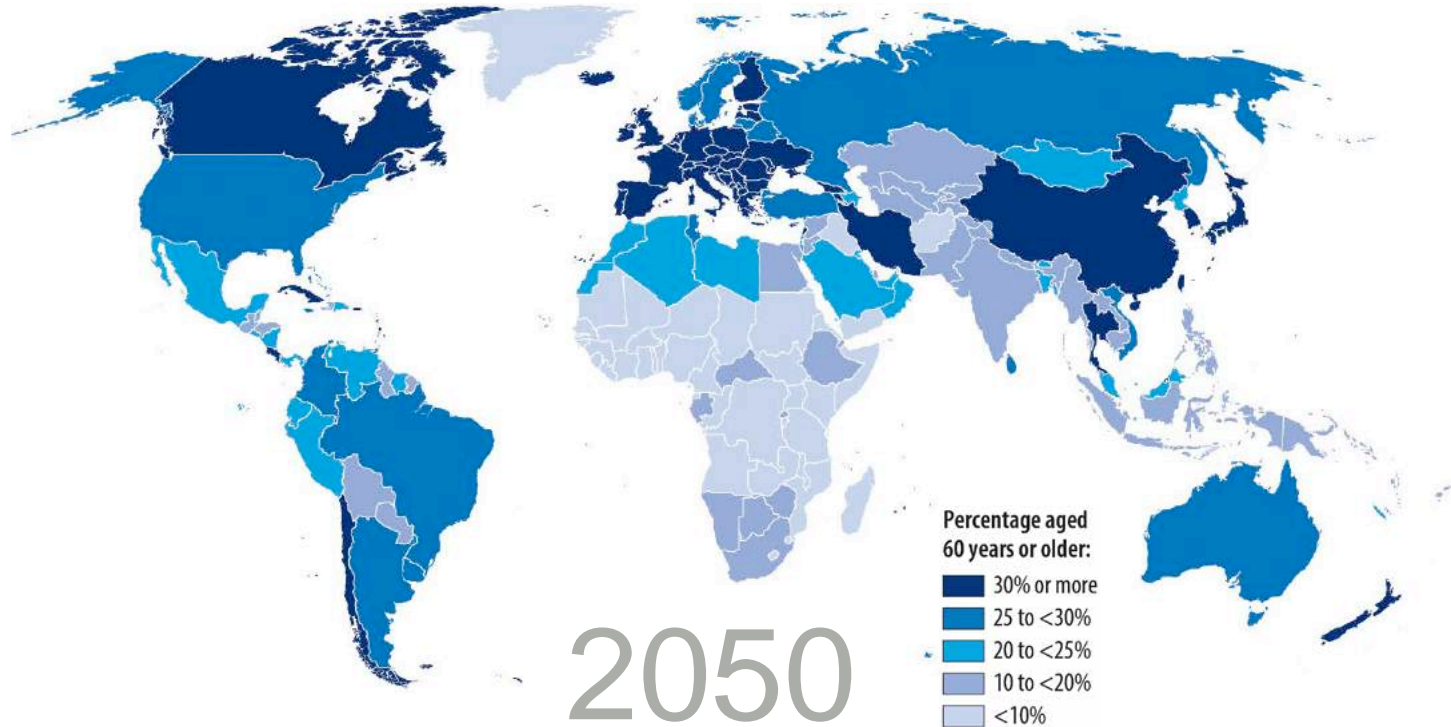 Percentage aged
60 years or older:
30% or more
25 to <30%
20 to <25%
10 to <20%
<10%
2050